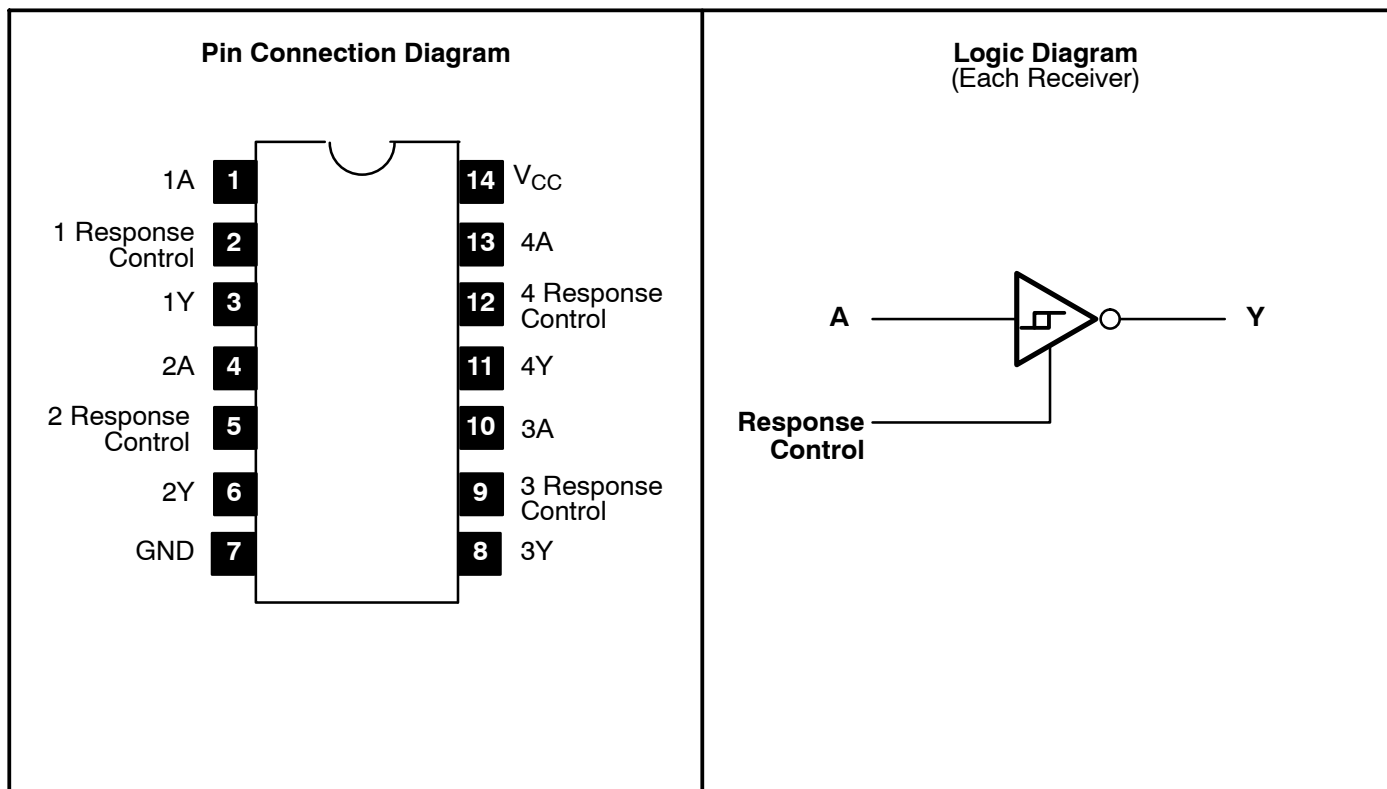 Pin Connection Diagram
1A 1
1 Response
Control 2
1Y 3
2A 4
2 Response
Control 5
2Y 6
GND 7
14 VCC
13 4A
12 4 Response
Control
11 4Y
10 3A
9 3 Response
Control
8 3Y
Logic Diagram
(Each Receiver)
A
Y
Response
Control